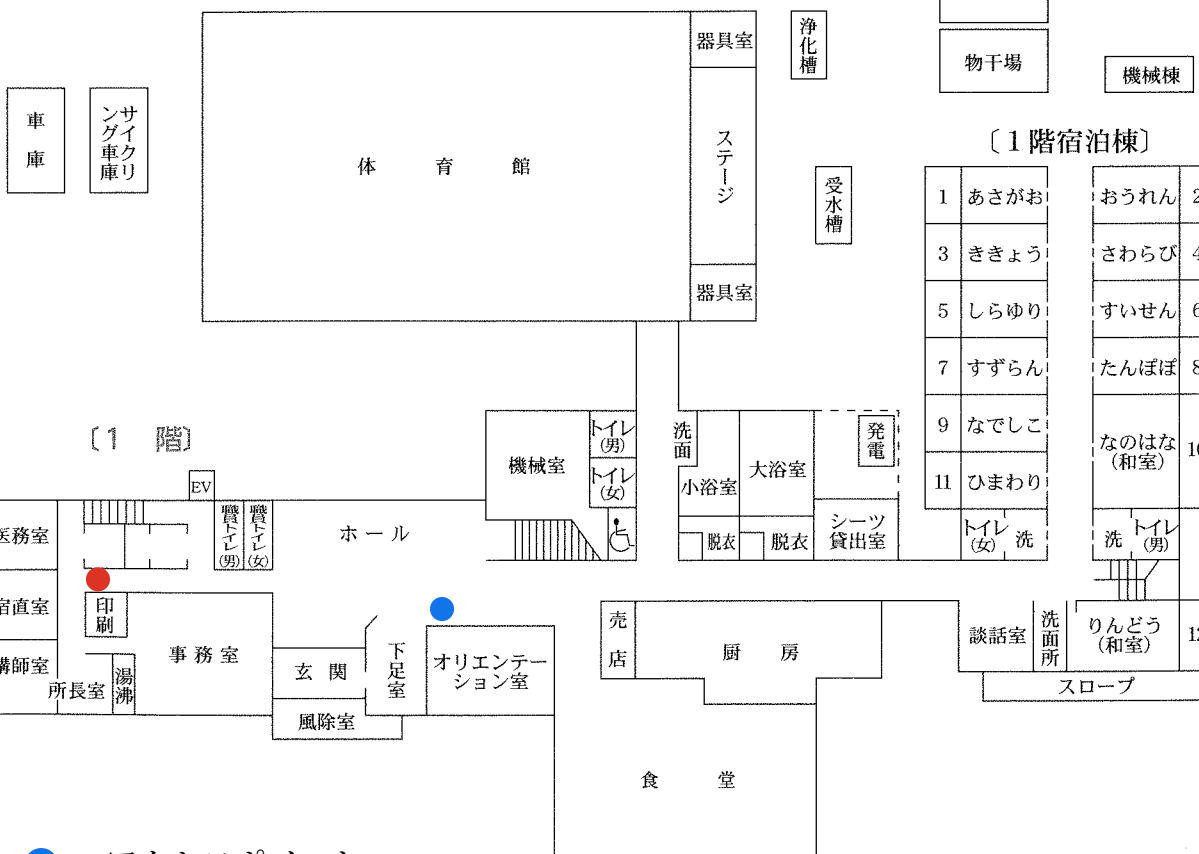 器具室
浄化槽
物干場
機械棟
車庫
サイクリング車庫
体育館
ステージ
〔1階宿泊棟〕
受水槽
1 あさがお
おうれん 2
3 ききょう
さわらび 4
器具室
5 しらゆり
すいせん 6
7 すずらん
たんぽぽ 8
9 なでしこ
なのはな
(和室)
10
11 ひまわり
トイレ
(女)
洗
洗
トイレ
(男)
〔1 階〕
EV
機械室
トイレ
(男)
トイレ
(女)
洗面
小浴室
大浴室
発電
脱衣
脱衣
シーツ
貸出室
医務室
職員トイレ(男)
職員トイレ(女)
ホール
宿直室
印刷
事務室
講師室
所長室
湯沸
玄関
風除室
下足室
オリエンテー
ション室
売店
厨房
食堂
談話室
洗面所
りんどう
(和室)
12
スロープ